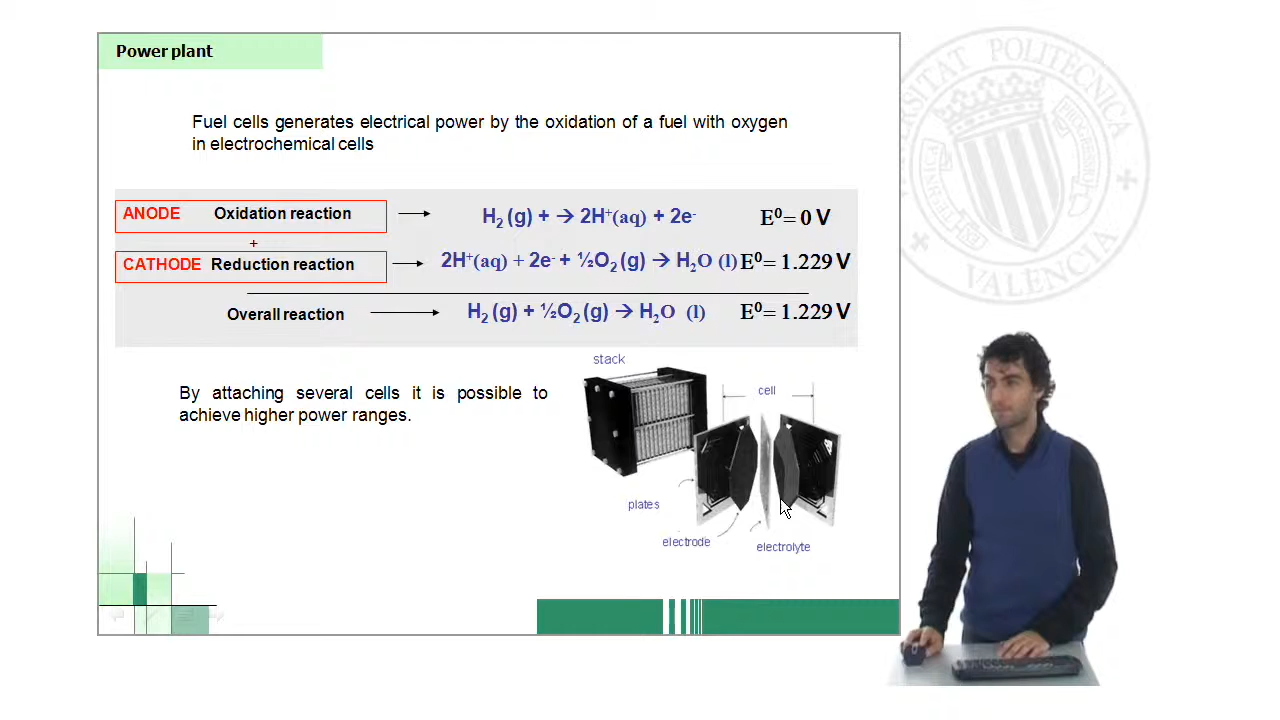 Power plant
Fuel cells generates electrical power by the oxidation of a fuel with oxygen
in electrochemical cells
ANODE Oxidation reaction → H₂ (g) + → 2H⁺(aq) + 2e⁻ E⁰= 0 V
+
CATHODE Reduction reaction → 2H⁺(aq) + 2e⁻ + ½O₂ (g) → H₂O (l) E⁰= 1.229 V
Overall reaction → H₂ (g) + ½O₂ (g) → H₂O (l) E⁰= 1.229 V
By attaching several cells it is possible to
achieve higher power ranges.
stack
cell
plates
electrode
electrolyte
UNIVERSITAT POLITÈCNICA
VALÈNCIA